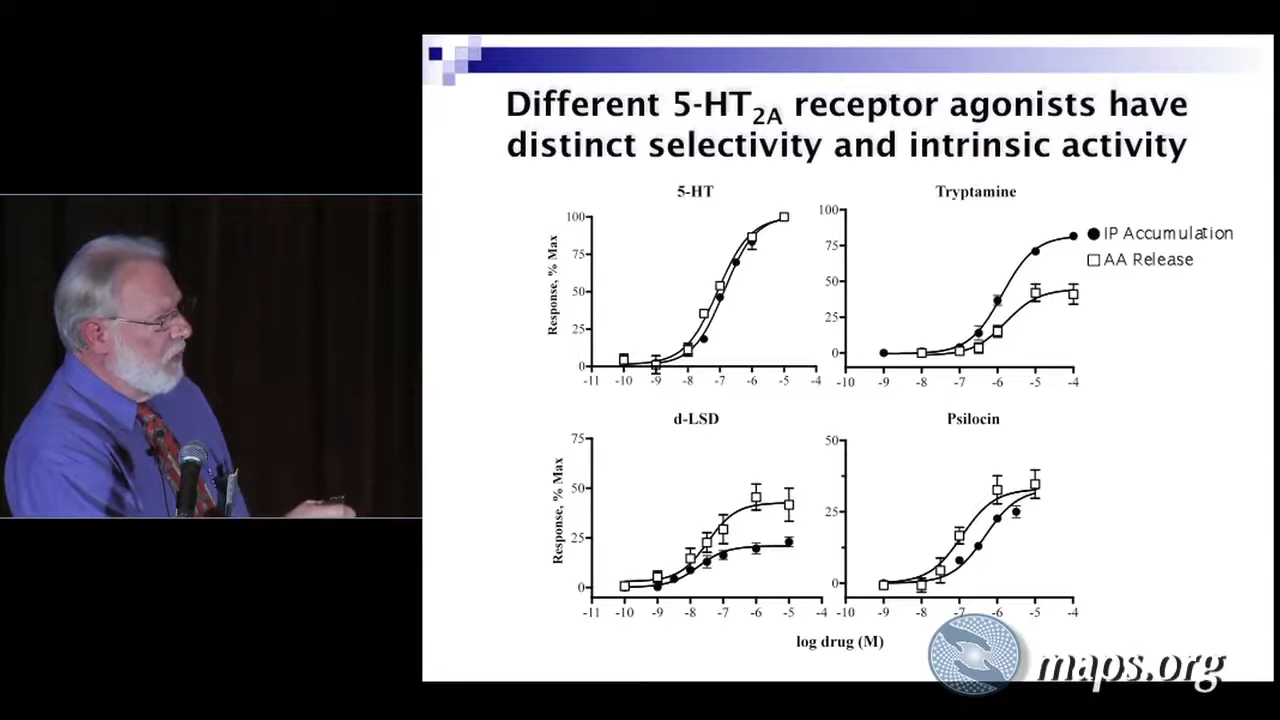 Different 5-HT2A receptor agonists have
distinct selectivity and intrinsic activity
5-HT
Response, % Max
100
75
50
25
0
-11 -10 -9 -8 -7 -6 -5 -4
Tryptamine
100
75
50
25
0
-10 -9 -8 -7 -6 -5 -4
IP Accumulation
AA Release
d-LSD
Response, % Max
75
50
25
0
-11 -10 -9 -8 -7 -6 -5 -4
Psilocin
50
25
0
-10 -9 -8 -7 -6 -5 -4
log drug (M)
maps.org